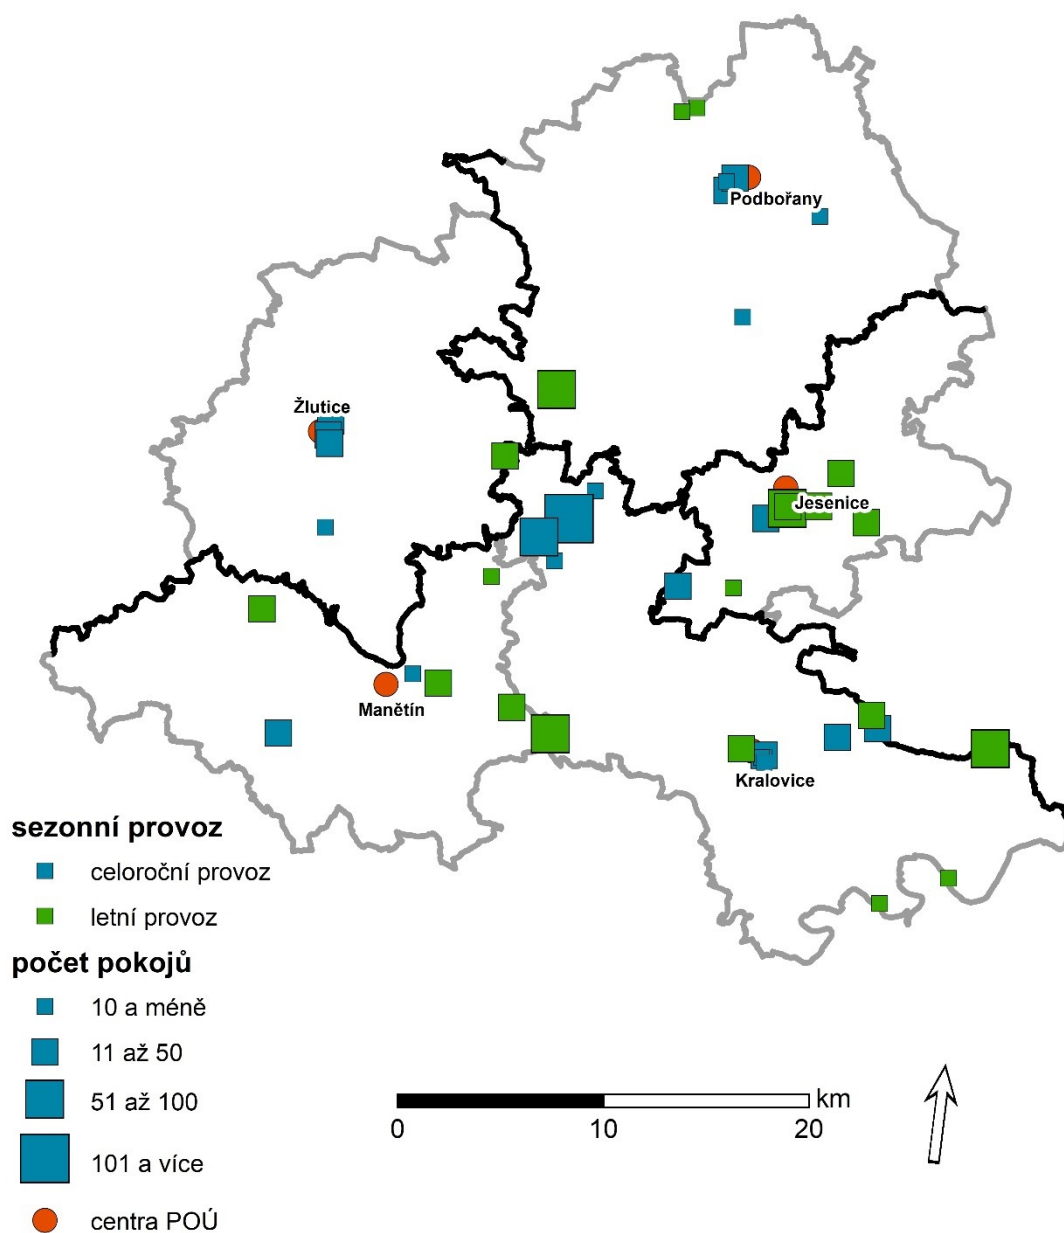 Podbořany
Žlutice
Jesenice
Manětín
Kralovice
sezonní provoz
celoroční provoz
letní provoz
počet pokojů
10 a méně
11 až 50
51 až 100
101 a více
centra POÚ
km
0 10 20